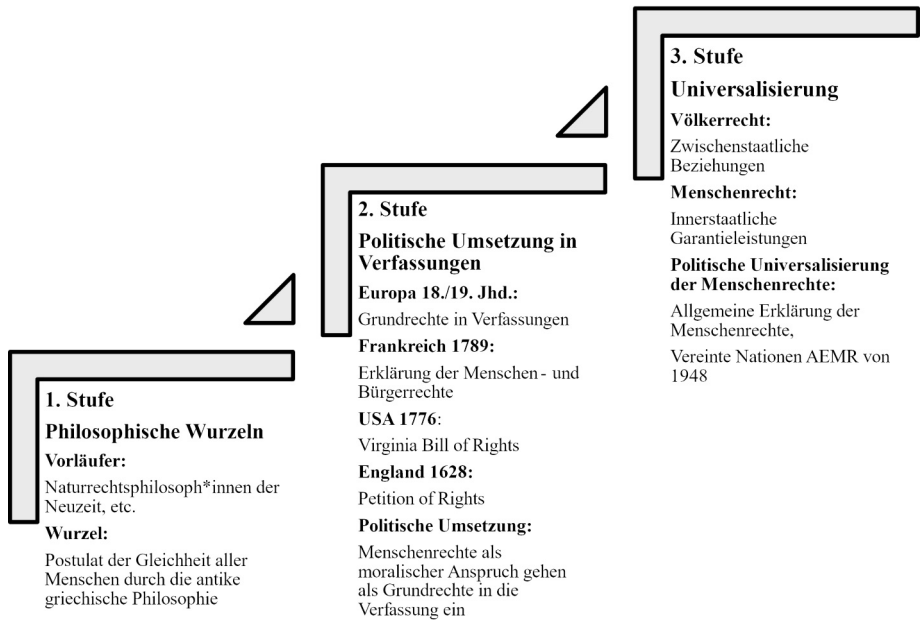 1. Stufe
Philosophische Wurzeln
Vorläufer:
Naturrechtsphilosoph*innen der
Neuzeit, etc.
Wurzel:
Postulat der Gleichheit aller
Menschen durch die antike
griechische Philosophie
2. Stufe
Politische Umsetzung in
Verfassungen
Europa 18./19. Jhd.:
Grundrechte in Verfassungen
Frankreich 1789:
Erklärung der Menschen - und
Bürgerrechte
USA 1776:
Virginia Bill of Rights
England 1628:
Petition of Rights
Politische Umsetzung:
Menschenrechte als
moralischer Anspruch gehen
als Grundrechte in die
Verfassung ein
3. Stufe
Universalisierung
Völkerrecht:
Zwischenstaatliche
Beziehungen
Menschenrecht:
Innerstaatliche
Garantieleistungen
Politische Universalisierung
der Menschenrechte:
Allgemeine Erklärung der
Menschenrechte,
Vereinte Nationen AEMR von
1948